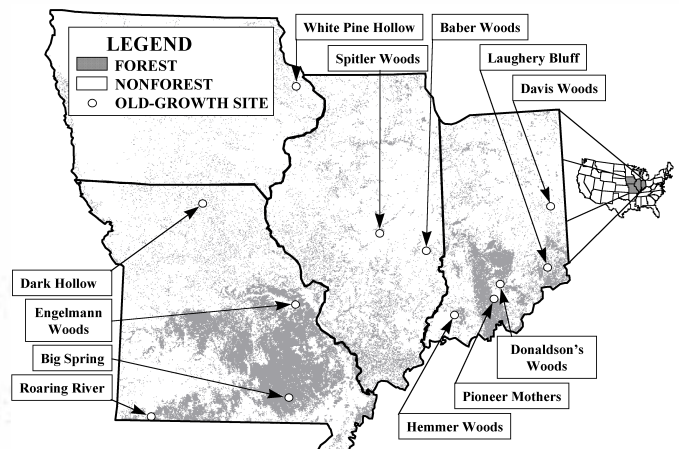 White Pine Hollow
Baber Woods
Spitler Woods
Laughery Bluff
Davis Woods
LEGEND
FOREST
NONFOREST
OLD-GROWTH SITE
Dark Hollow
Engelmann
Woods
Big Spring
Roaring River
Donaldson's
Woods
Pioneer Mothers
Hemmer Woods